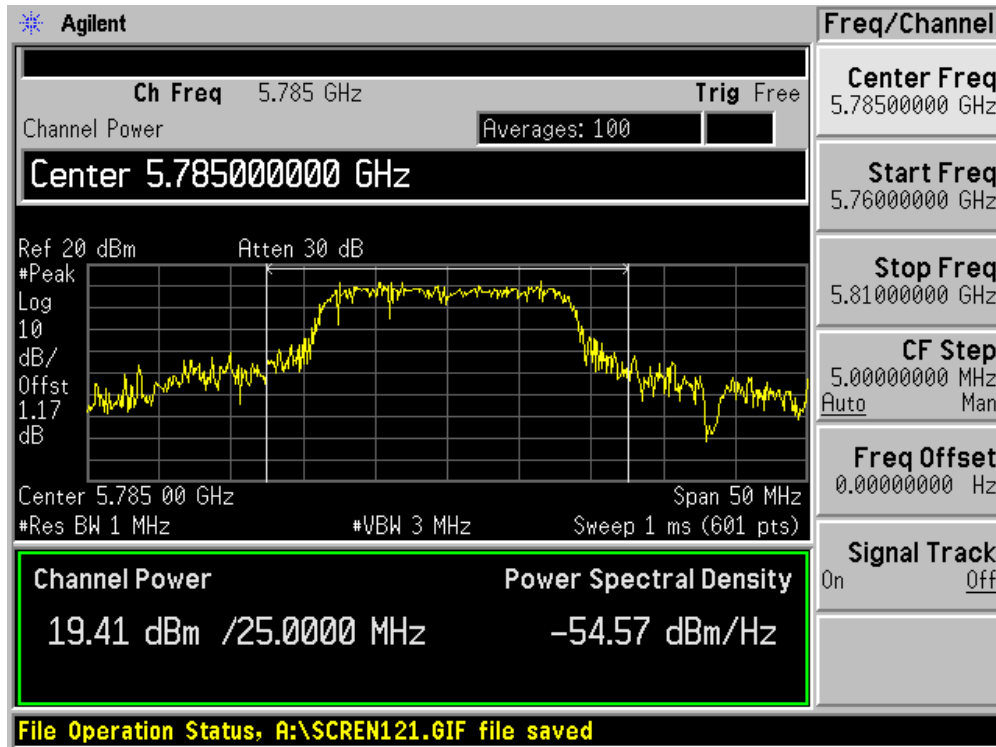 Agilent
Freq/Channel
Ch Freq 5.785 GHz Trig Free
Channel Power Averages: 100
Center 5.785000000 GHz
Ref 20 dBm Atten 30 dB
#Peak
Log
10
dB/
Offst
1.17
dB
Center 5.785 00 GHz Span 50 MHz
#Res BW 1 MHz #VBW 3 MHz Sweep 1 ms (601 pts)
Channel Power Power Spectral Density
19.41 dBm /25.0000 MHz -54.57 dBm/Hz
File Operation Status, A:\SCREN121.GIF file saved
Center Freq
5.78500000 GHz
Start Freq
5.76000000 GHz
Stop Freq
5.81000000 GHz
CF Step
5.00000000 MHz
Auto Man
Freq Offset
0.00000000 Hz
Signal Track
On Off